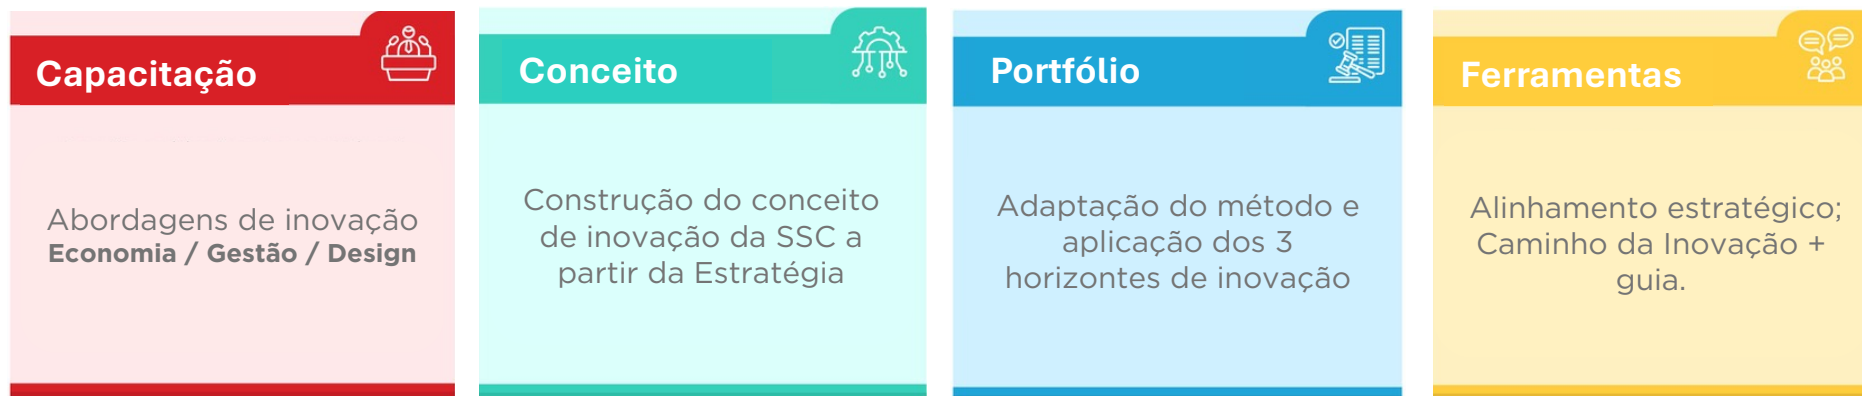 Capacitação
Abordagens de inovação
Economia / Gestão / Design
Conceito
Construção do conceito
de inovação da SSC a
partir da Estratégia
Portfólio
Adaptação do método e
aplicação dos 3
horizontes de inovação
Ferramentas
Alinhamento estratégico;
Caminho da Inovação +
guia.